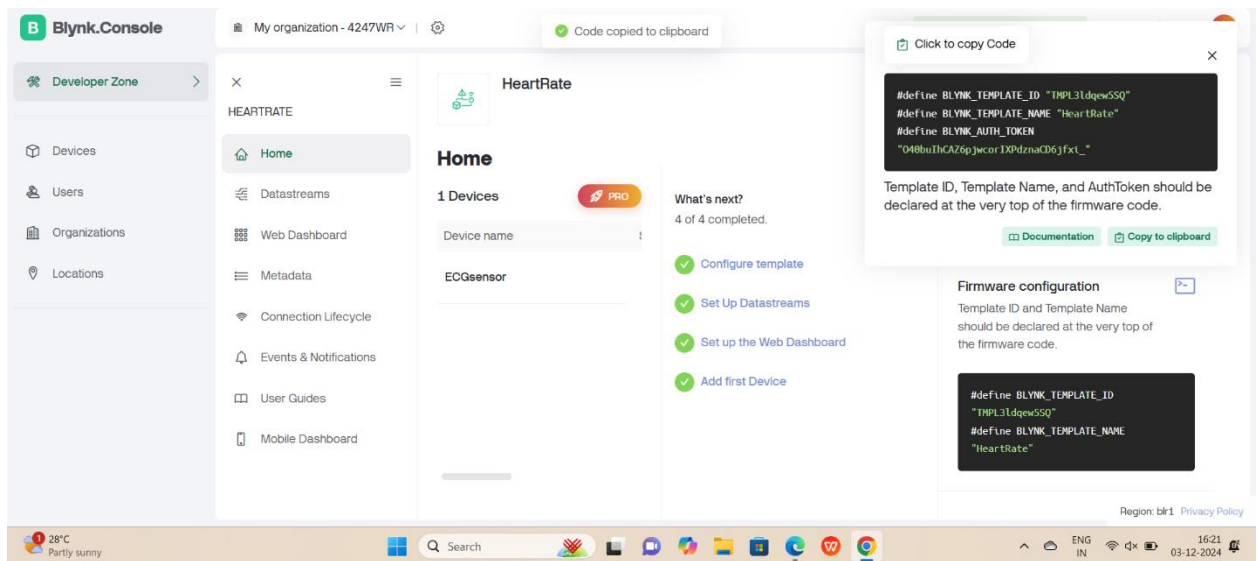 B Blynk.Console
My organization - 4247WR
Code copied to clipboard
Click to copy Code
#define BLYNK_TEMPLATE_ID "TMPL3ldqew5SQ"
#define BLYNK_TEMPLATE_NAME "HeartRate"
#define BLYNK_AUTH_TOKEN
"O40buIhCAZ6pjwcorIXPdznaCD6jfxi_"
Template ID, Template Name, and AuthToken should be
declared at the very top of the firmware code.
Documentation
Copy to clipboard
Developer Zone
Devices
Users
Organizations
Locations
HEARTRATE
Home
Datastreams
Web Dashboard
Metadata
Connection Lifecycle
Events & Notifications
User Guides
Mobile Dashboard
HeartRate
Home
1 Devices
PRO
Device name
ECGsensor
What's next?
4 of 4 completed.
Configure template
Set Up Datastreams
Set up the Web Dashboard
Add first Device
Firmware configuration
Template ID and Template Name
should be declared at the very top of
the firmware code.
#define BLYNK_TEMPLATE_ID
"TMPL3ldqew5SQ"
#define BLYNK_TEMPLATE_NAME
"HeartRate"
Region: blr1 Privacy Policy
1
28°C
Partly sunny
Search
ENG
IN
16:21
03-12-2024